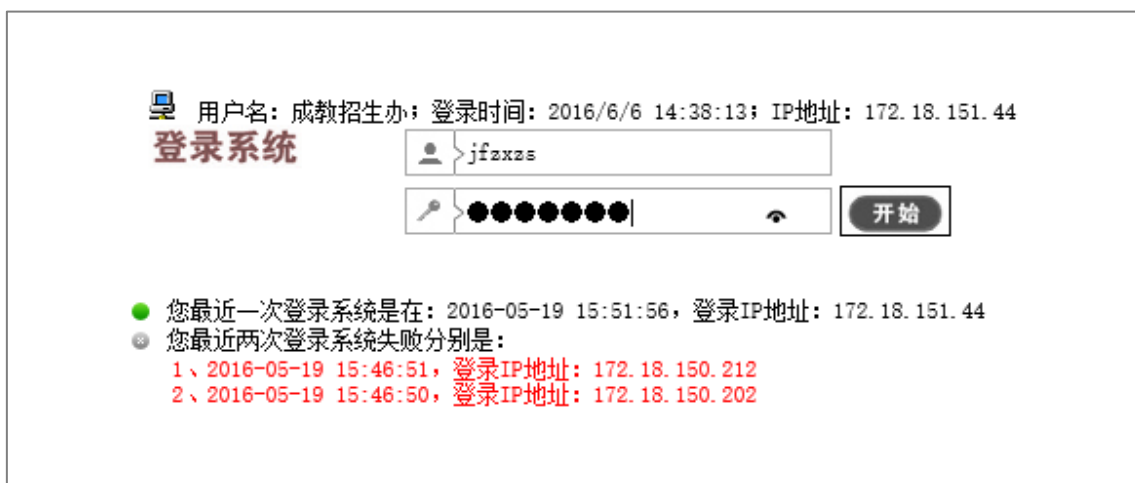 用户名：成教招生办；登录时间：2016/6/6 14:38:13；IP地址：172.18.151.44
登录系统
jfzxzs
●●●●●●●
开始
您最近一次登录系统是在：2016-05-19 15:51:56，登录IP地址：172.18.151.44
您最近两次登录系统失败分别是：
1、2016-05-19 15:46:51，登录IP地址：172.18.150.212
2、2016-05-19 15:46:50，登录IP地址：172.18.150.202